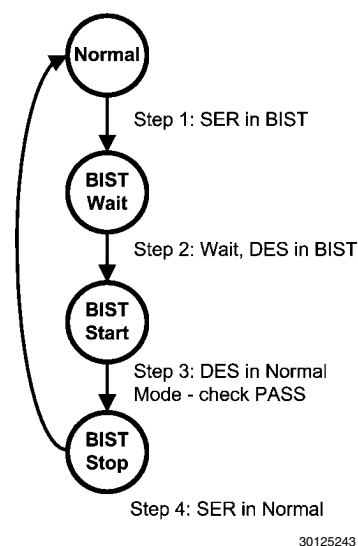 Normal
Step 1: SER in BIST
BIST
Wait
Step 2: Wait, DES in BIST
BIST
Start
Step 3: DES in Normal
Mode - check PASS
BIST
Stop
Step 4: SER in Normal
30125243